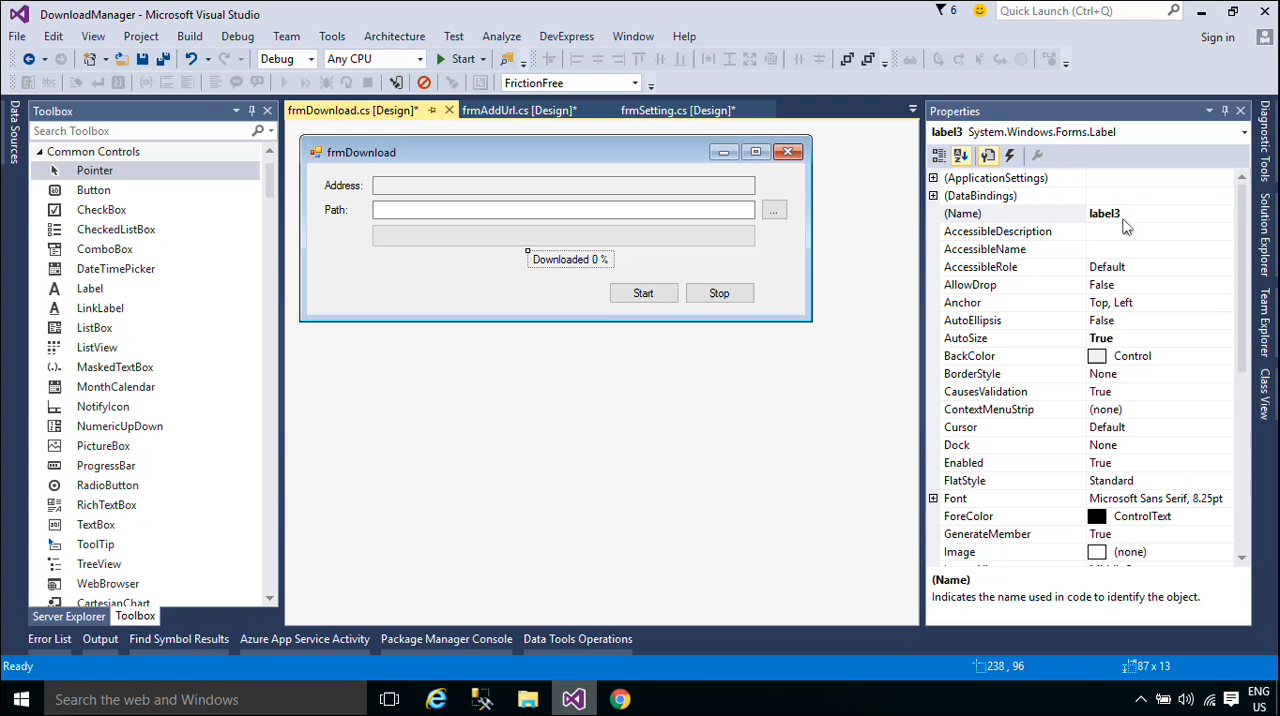 DownloadManager - Microsoft Visual Studio
6
Quick Launch (Ctrl+Q)
File Edit View Project Build Debug Team Tools Architecture Test Analyze DevExpress Window Help
Sign in
Debug Any CPU Start
FrictionFree
Data Sources
Toolbox
Search Toolbox
Common Controls
Pointer
Button
CheckBox
CheckedListBox
ComboBox
DateTimePicker
Label
LinkLabel
ListBox
ListView
MaskedTextBox
MonthCalendar
NotifyIcon
NumericUpDown
PictureBox
ProgressBar
RadioButton
RichTextBox
TextBox
ToolTip
TreeView
WebBrowser
CartesianChart
Server Explorer Toolbox
frmDownload.cs [Design]* frmAddUrl.cs [Design]* frmSetting.cs [Design]*
frmDownload
Address:
Path:
...
Downloaded 0 %
Start Stop
Properties
label3 System.Windows.Forms.Label
(ApplicationSettings)
(DataBindings)
(Name) label3
AccessibleDescription
AccessibleName
AccessibleRole Default
AllowDrop False
Anchor Top, Left
AutoEllipsis False
AutoSize True
BackColor Control
BorderStyle None
CausesValidation True
ContextMenuStrip (none)
Cursor Default
Dock None
Enabled True
FlatStyle Standard
Font Microsoft Sans Serif, 8.25pt
ForeColor ControlText
GenerateMember True
Image (none)
(Name)
Indicates the name used in code to identify the object.
Diagnostic Tools
Solution Explorer
Team Explorer
Class View
Error List Output Find Symbol Results Azure App Service Activity Package Manager Console Data Tools Operations
Ready 238 , 96 87 x 13
Search the web and Windows
ENG
US